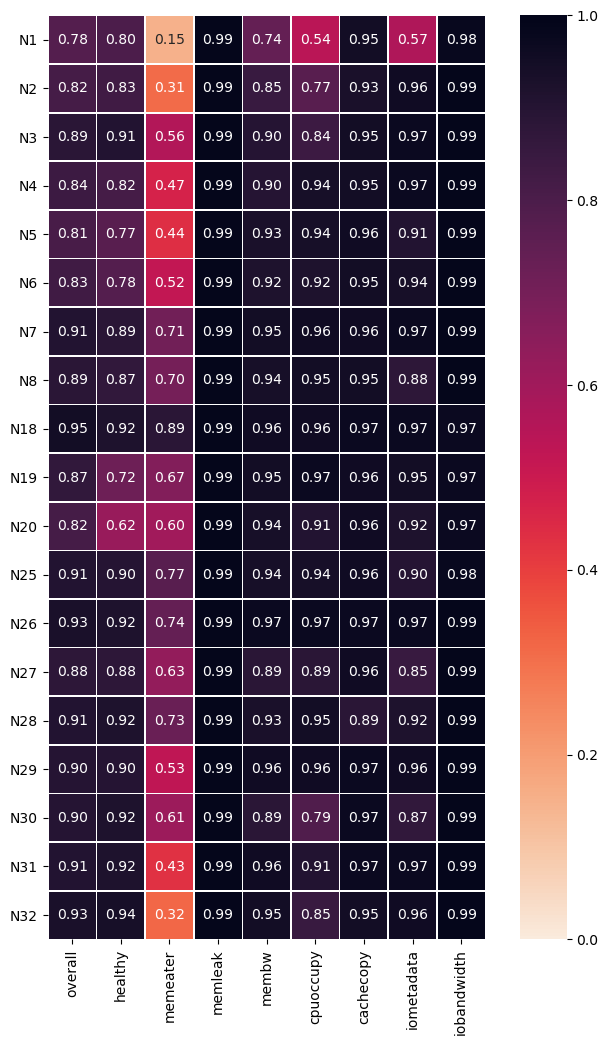 N1 0.78 0.80 0.15 0.99 0.74 0.54 0.95 0.57 0.98
N2 0.82 0.83 0.31 0.99 0.85 0.77 0.93 0.96 0.99
N3 0.89 0.91 0.56 0.99 0.90 0.84 0.95 0.97 0.99
N4 0.84 0.82 0.47 0.99 0.90 0.94 0.95 0.97 0.99
N5 0.81 0.77 0.44 0.99 0.93 0.94 0.96 0.91 0.99
N6 0.83 0.78 0.52 0.99 0.92 0.92 0.95 0.94 0.99
N7 0.91 0.89 0.71 0.99 0.95 0.96 0.96 0.97 0.99
N8 0.89 0.87 0.70 0.99 0.94 0.95 0.95 0.88 0.99
N18 0.95 0.92 0.89 0.99 0.96 0.96 0.97 0.97 0.97
N19 0.87 0.72 0.67 0.99 0.95 0.97 0.96 0.95 0.97
N20 0.82 0.62 0.60 0.99 0.94 0.91 0.96 0.92 0.97
N25 0.91 0.90 0.77 0.99 0.94 0.94 0.96 0.90 0.98
N26 0.93 0.92 0.74 0.99 0.97 0.97 0.97 0.97 0.99
N27 0.88 0.88 0.63 0.99 0.89 0.89 0.96 0.85 0.99
N28 0.91 0.92 0.73 0.99 0.93 0.95 0.89 0.92 0.99
N29 0.90 0.90 0.53 0.99 0.96 0.96 0.97 0.96 0.99
N30 0.90 0.92 0.61 0.99 0.89 0.79 0.97 0.87 0.99
N31 0.91 0.92 0.43 0.99 0.96 0.91 0.97 0.97 0.99
N32 0.93 0.94 0.32 0.99 0.95 0.85 0.95 0.96 0.99
overall healthy memeater memleak membw cpuoccupy cachecopy iometadata iobandwidth
1.0
0.8
0.6
0.4
0.2
0.0